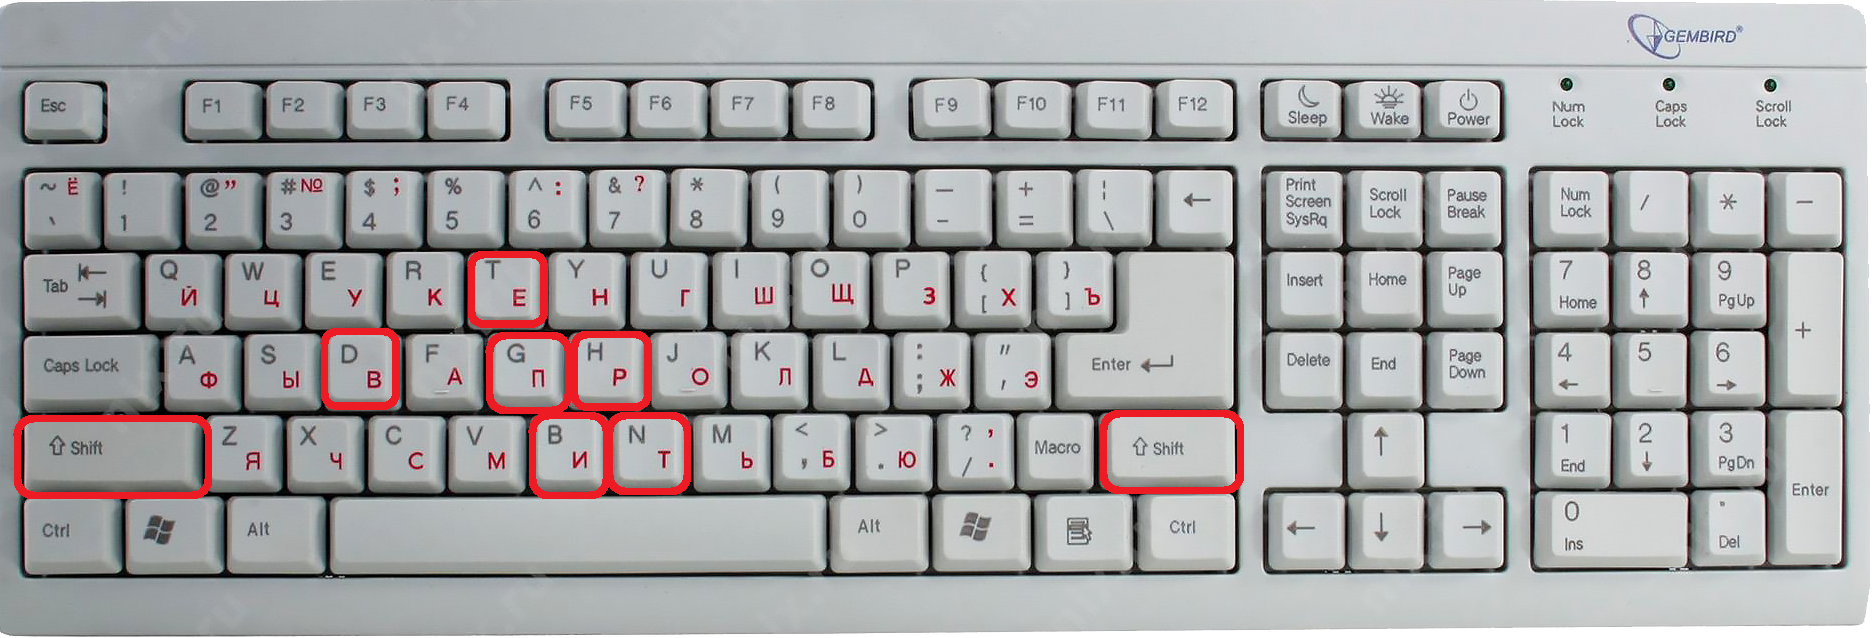 GEMBIRD®
Esc F1 F2 F3 F4 F5 F6 F7 F8 F9 F10 F11 F12 Sleep Wake Power Num Lock Caps Lock Scroll Lock
~ Ё ` ! 1 @ " 2 # № 3 $ ; 4 % 5 ^ : 6 & ? 7 * 8 ( 9 ) 0 — - + = ¦ \ ← Print Screen SysRq Scroll Lock Pause Break Num Lock / * −
Tab Q Й W Ц E У R К T Е Y Н U Г I Ш O Щ P З { [ Х } ] Ъ Insert Home Page Up 7 Home 8 ↑ 9 PgUp +
Caps Lock A Ф S Ы D В F А G П H Р J О K Л L Д : ; Ж " , Э Enter Delete End Page Down 4 ← 5 6 →
Shift Z Я X Ч C С V М B И N Т M Ь < , Б > . Ю ? , / . Macro Shift ↑ 1 End 2 ↓ 3 PgDn Enter
Ctrl Alt Alt Ctrl ← ↓ → 0 Ins . Del